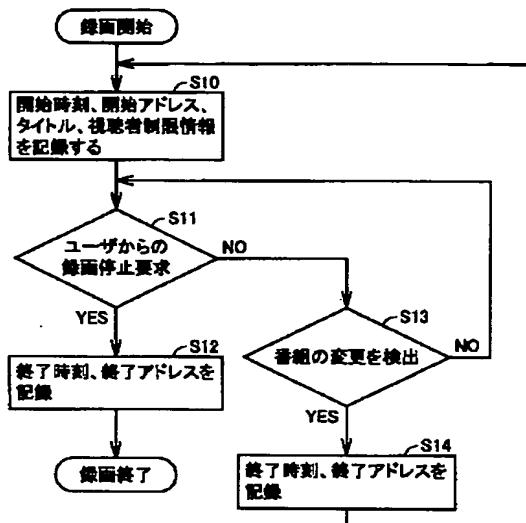 録画開始
S10
開始時刻、開始アドレス、
タイトル、視聴者制限情報
を記録する
S11
ユーザからの
録画停止要求
NO
YES
S12
終了時刻、終了アドレスを
記録
録画終了
S13
番組の変更を検出
NO
YES
S14
終了時刻、終了アドレスを
記録